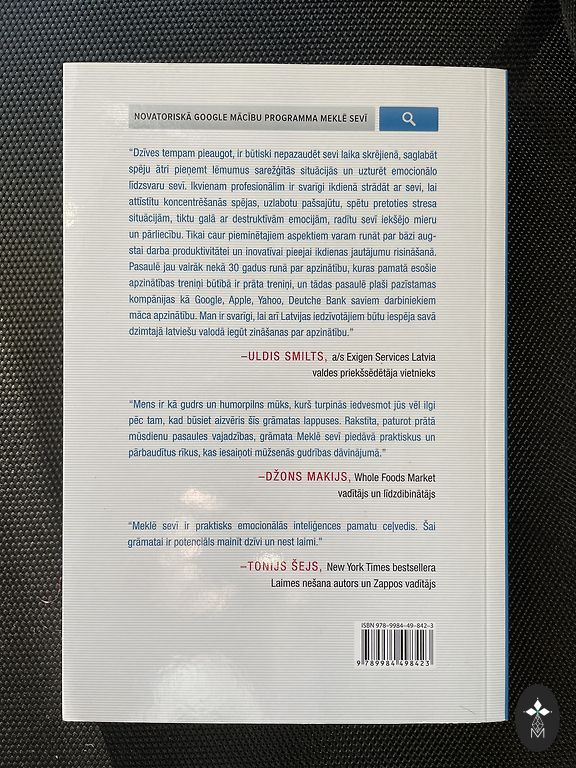 NOVATORISKĀ GOOGLE MĀCĪBU PROGRAMMA MEKLĒ SEVĪ
“Dzīves tempam pieaugot, ir būtiski nepazaudēt sevi laika skrējienā, saglabāt
spēju ātri pieņemt lēmumus sarežģītās situācijās un uzturēt emocionālo
līdzsvaru sevī. Ikvienam profesionālim ir svarīgi ikdienā strādāt ar sevi, lai
attīstītu koncentrēšanās spējas, uzlabotu pašsajūtu, spētu pretoties stresa
situācijām, tiktu galā ar destruktīvām emocijām, radītu sevī iekšējo mieru
un pārliecību. Tikai caur pieminētajiem aspektiem varam runāt par bāzi aug-
stai darba produktivitātei un inovatīvai pieejai ikdienas jautājumu risināšanā.
Pasaulē jau vairāk nekā 30 gadus runā par apzinātību, kuras pamatā esošie
apzinātības treniņi būtībā ir prāta treniņi, un tādas pasaulē plaši pazīstamas
kompānijas kā Google, Apple, Yahoo, Deutche Bank saviem darbiniekiem
māca apzinātību. Man ir svarīgi, lai arī Latvijas iedzīvotājiem būtu iespēja savā
dzimtajā latviešu valodā iegūt zināšanas par apzinātību.”
–ULDIS SMILTS, a/s Exigen Services Latvia
valdes priekšsēdētāja vietnieks
“Mens ir kā gudrs un humorpilns mūks, kurš turpinās iedvesmot jūs vēl ilgi
pēc tam, kad būsiet aizvēris šīs grāmatas lappuses. Rakstīta, paturot prātā
mūsdienu pasaules vajadzības, grāmata Meklē sevī piedāvā praktiskus un
pārbaudītus rīkus, kas iesaiņoti mūžsenās gudrības dāvinājumā.”
–DŽONS MAKIJS, Whole Foods Market
vadītājs un līdzdibinātājs
“Meklē sevī ir praktisks emocionālās inteliģences pamatu ceļvedis. Šai
grāmatai ir potenciāls mainīt dzīvi un nest laimi.”
–TONIJS ŠEJS, New York Times bestsellera
Laimes nešana autors un Zappos vadītājs
ISBN 978-9984-49-842-3
9 789984 498423
M